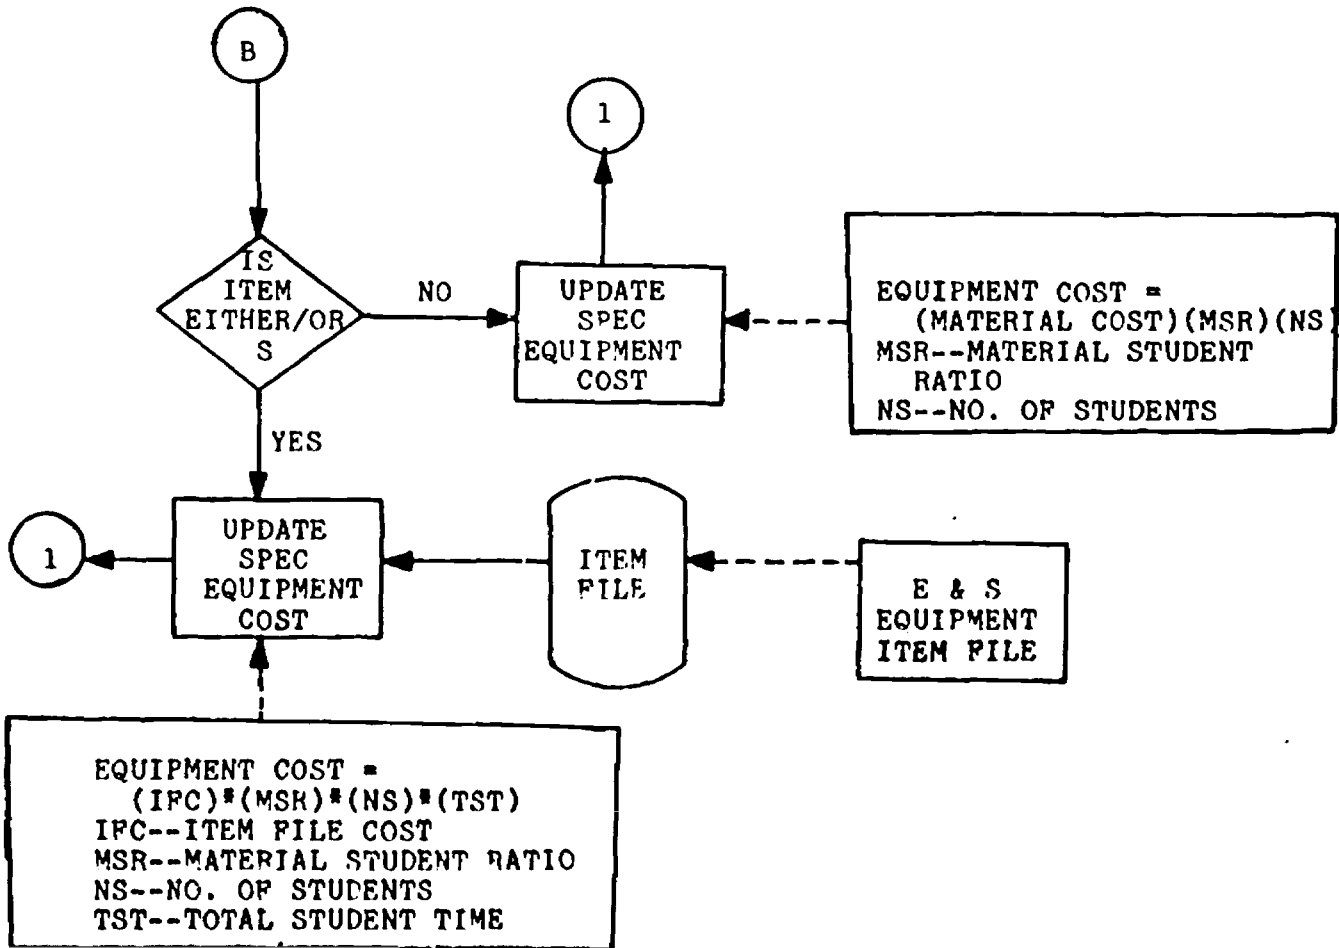 B
1
IS
ITEM
EITHER/OR
S
NO
UPDATE
SPEC
EQUIPMENT
COST
EQUIPMENT COST =
(MATERIAL COST)(MSR)(NS)
MSR--MATERIAL STUDENT
RATIO
NS--NO. OF STUDENTS
YES
1
UPDATE
SPEC
EQUIPMENT
COST
ITEM
FILE
E & S
EQUIPMENT
ITEM FILE
EQUIPMENT COST =
(IFC)*(MSR)*(NS)*(TST)
IFC--ITEM FILE COST
MSR--MATERIAL STUDENT RATIO
NS--NO. OF STUDENTS
TST--TOTAL STUDENT TIME